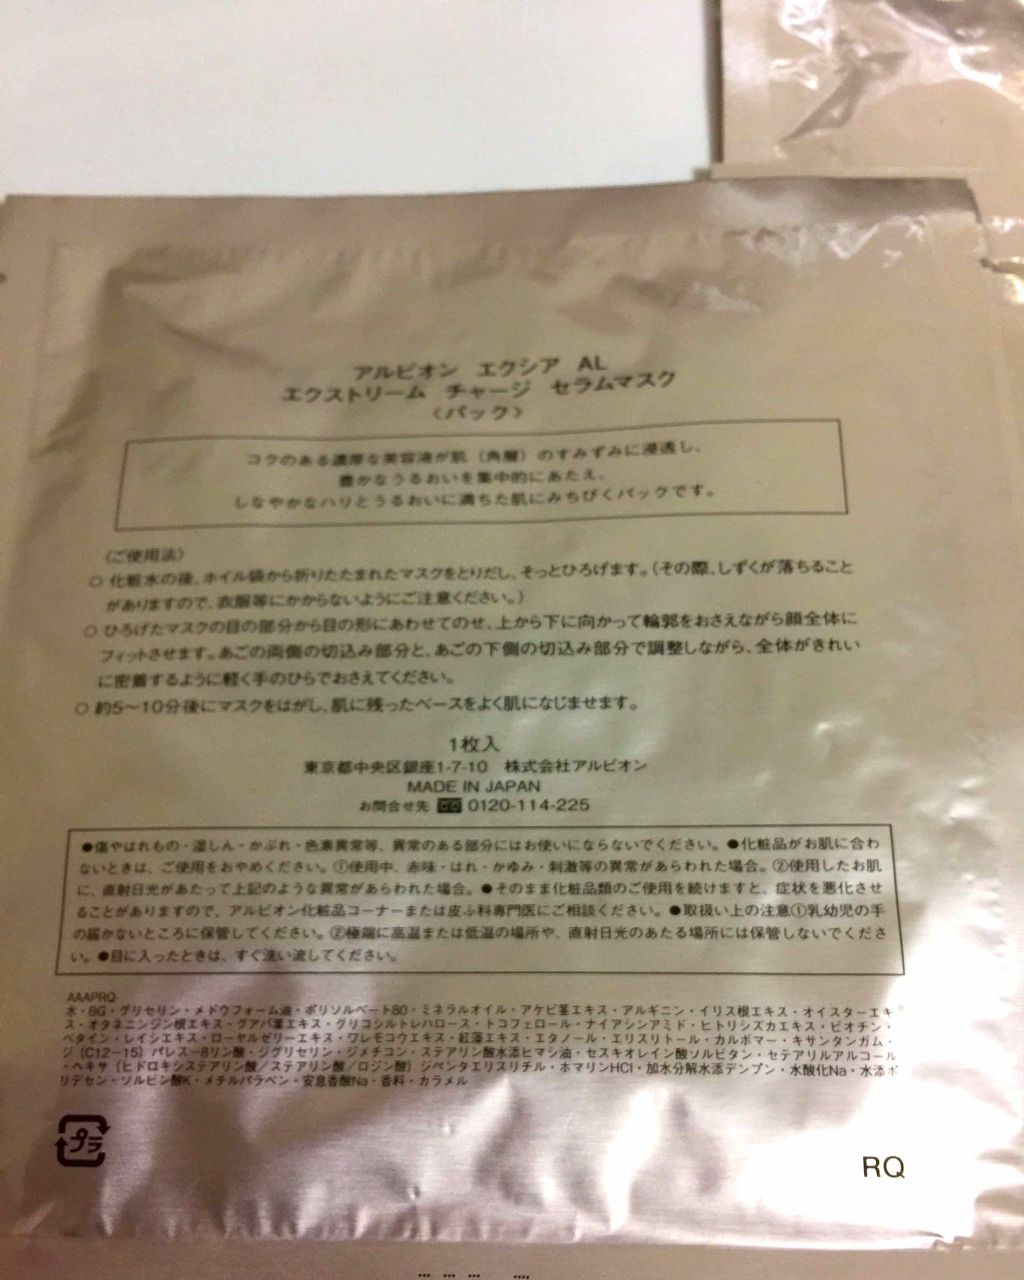 アルビオン エクシア AL
エクストリーム チャージ セラムマスク
〈パック〉
コクのある濃厚な美容液が肌（角層）のすみずみに浸透し、
豊かなうるおいを集中的にあたえ、
しなやかなハリとうるおいに満ちた肌にみちびくパックです。
〈ご使用法〉
○ 化粧水の後、ホイル袋から折りたたまれたマスクをとりだし、そっとひろげます。（その際、しずくが落ちること
がありますので、衣服等にかからないようにご注意ください。）
○ ひろげたマスクの目の部分から目の形にあわせてのせ、上から下に向かって輪郭をおさえながら顔全体に
フィットさせます。あごの両側の切込み部分と、あごの下側の切込み部分で調整しながら、全体がきれい
に密着するように軽く手のひらでおさえてください。
○ 約5〜10分後にマスクをはがし、肌に残ったベースをよく肌になじませます。
1枚入
東京都中央区銀座1-7-10 株式会社アルビオン
MADE IN JAPAN
お問合せ先 0120-114-225
●傷やはれもの・湿しん・かぶれ・色素異常等、異常のある部分にはお使いにならないでください。●化粧品がお肌に合わ
ないときは、ご使用をおやめください。①使用中、赤味・はれ・かゆみ・刺激等の異常があらわれた場合。②使用したお肌
に、直射日光があたって上記のような異常があらわれた場合。●そのまま化粧品類のご使用を続けますと、症状を悪化させ
ることがありますので、アルビオン化粧品コーナーまたは皮ふ科専門医にご相談ください。●取扱い上の注意①乳幼児の手
の届かないところに保管してください。②極端に高温または低温の場所や、直射日光のあたる場所には保管しないでくださ
い。●目に入ったときは、すぐ洗い流してください。
AAAPRQ
水・BG・グリセリン・メドウフォーム油・ポリソルベート80・ミネラルオイル・アケビ茎エキス・アルギニン・イリス根エキス・オイスターエキ
ス・オタネニンジン根エキス・グアバ葉エキス・グリコシルトレハロース・トコフェロール・ナイアシンアミド・ヒトリシズカエキス・ビオチン・
ベタイン・レイシエキス・ローヤルゼリーエキス・ワレモコウエキス・紅藻エキス・エタノール・エリスリトール・カルボマー・キサンタンガム・
ジ（C12〜15）パレス-8リン酸・ジグリセリン・ジメチコン・ステアリン酸水添ヒマシ油・セスキオレイン酸ソルビタン・セテアリルアルコール
・ヘキサ（ヒドロキシステアリン酸／ステアリン酸／ロジン酸）ジペンタエリスリチル・ホマリンHCl・加水分解水添デンプン・水酸化Na・水添ポ
リデセン・ソルビン酸K・メチルパラベン・安息香酸Na・香料・カラメル
プラ
RQ